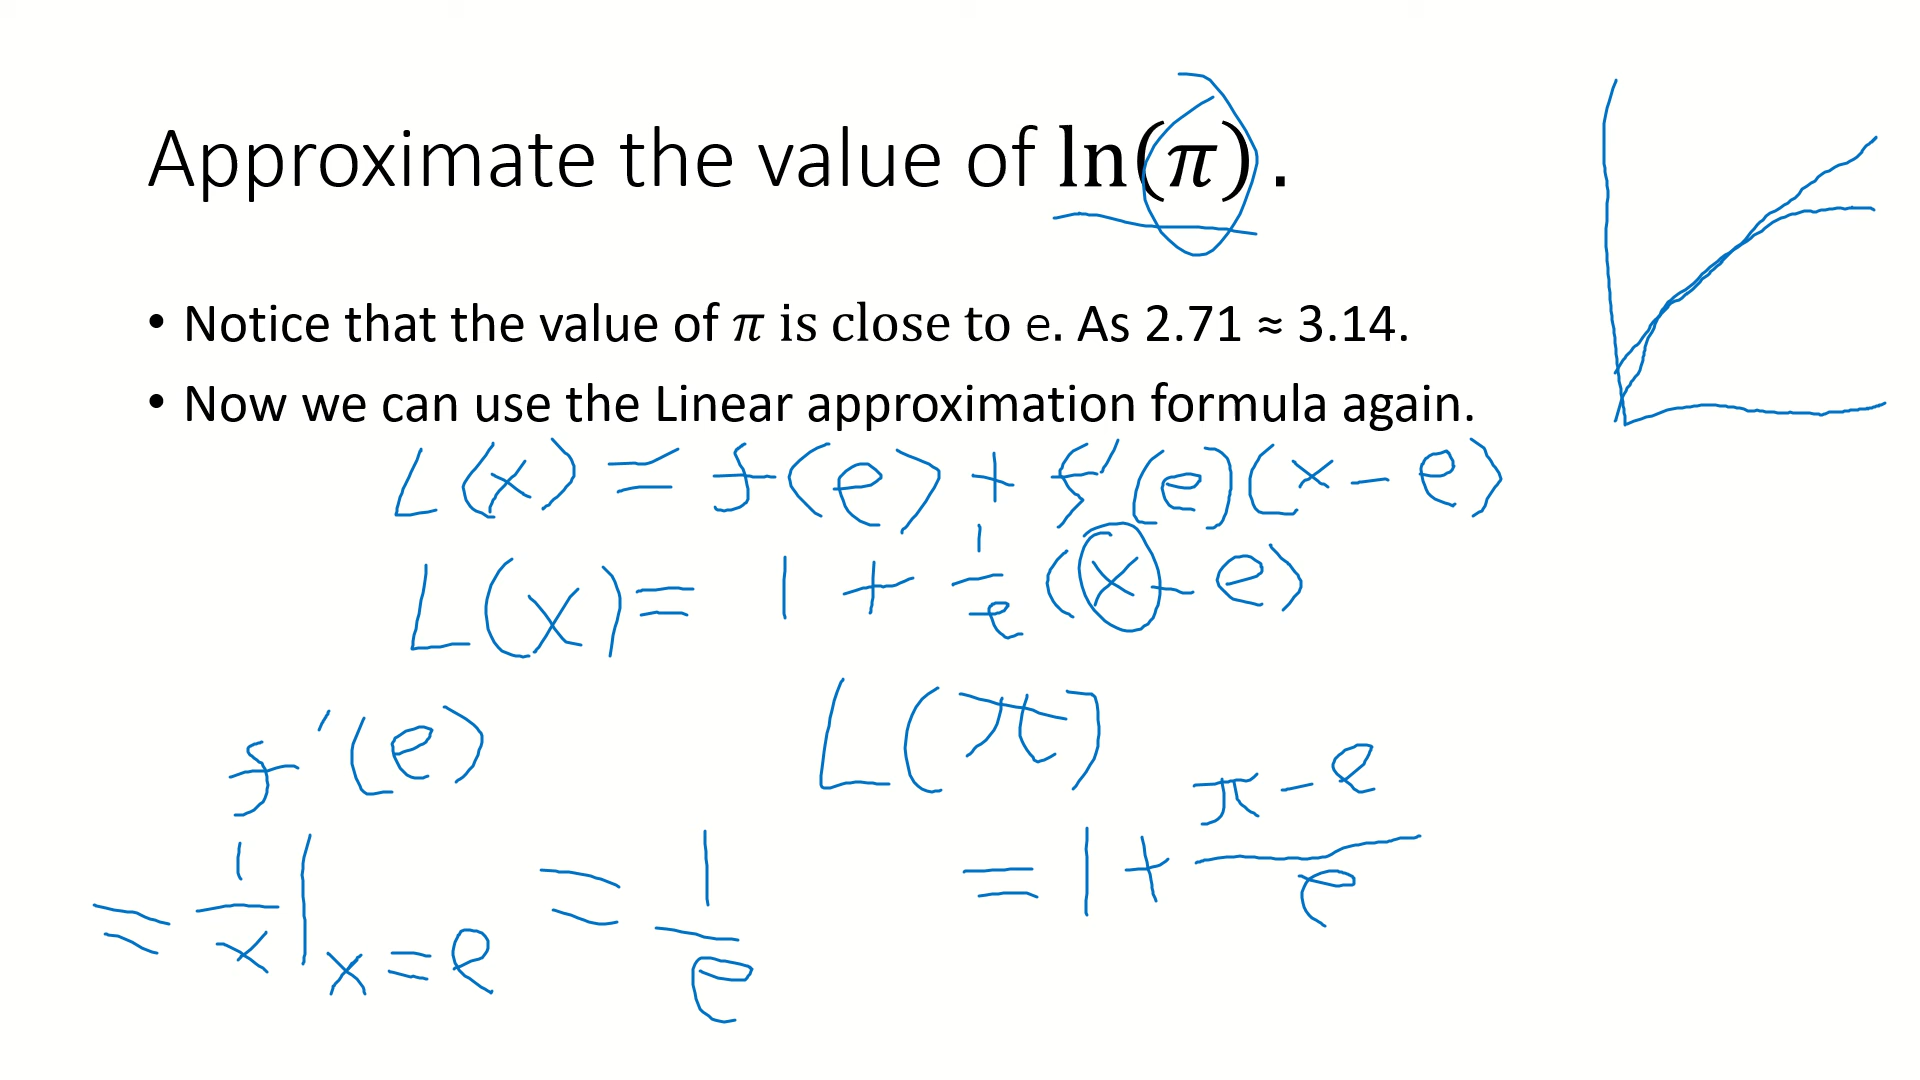 Approximate the value of ln(π).
• Notice that the value of π is close to e. As 2.71 ≈ 3.14.
• Now we can use the Linear approximation formula again.
L(x) = f(e) + f'(e)(x - e)
L(x) = 1 + 1/e (x - e)
f'(e)
= 1/x | x = e = 1/e
L(π)
= 1 + π - e / e